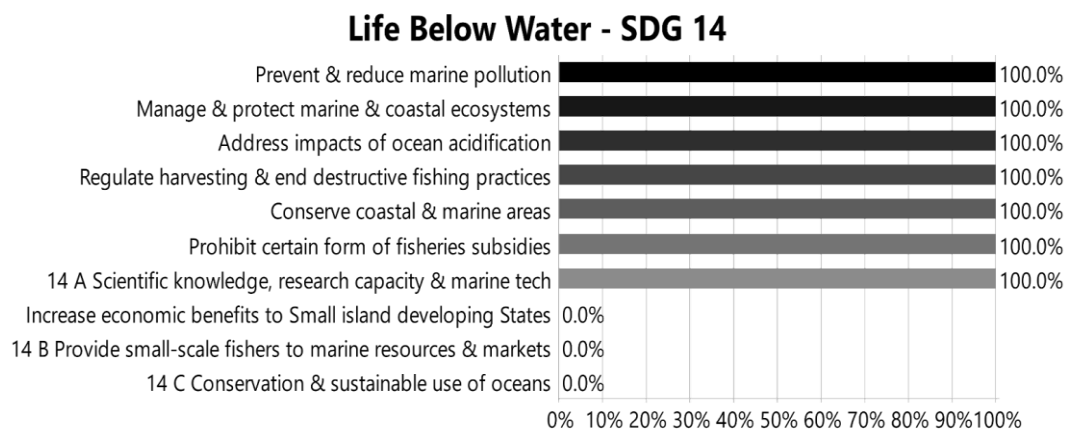 Life Below Water - SDG 14
Prevent & reduce marine pollution 100.0%
Manage & protect marine & coastal ecosystems 100.0%
Address impacts of ocean acidification 100.0%
Regulate harvesting & end destructive fishing practices 100.0%
Conserve coastal & marine areas 100.0%
Prohibit certain form of fisheries subsidies 100.0%
14 A Scientific knowledge, research capacity & marine tech 100.0%
Increase economic benefits to Small island developing States 0.0%
14 B Provide small-scale fishers to marine resources & markets 0.0%
14 C Conservation & sustainable use of oceans 0.0%
0% 10% 20% 30% 40% 50% 60% 70% 80% 90% 100%